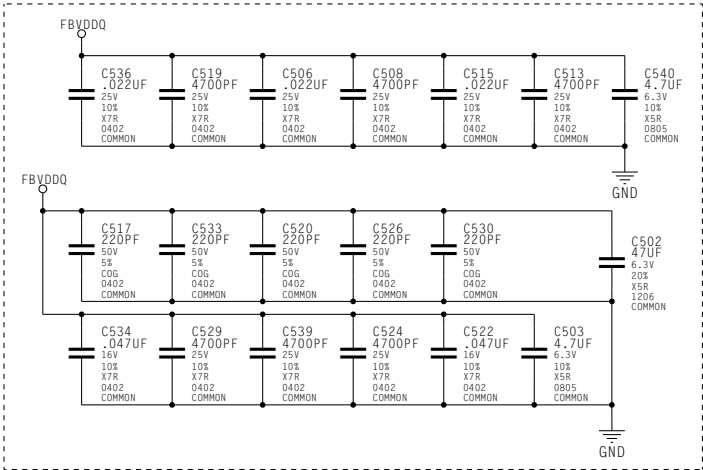 FBVDDQ
C536
.022UF
25V
10%
X7R
0402
COMMON
C519
4700PF
25V
10%
X7R
0402
COMMON
C506
.022UF
25V
10%
X7R
0402
COMMON
C508
4700PF
25V
10%
X7R
0402
COMMON
C515
.022UF
25V
10%
X7R
0402
COMMON
C513
4700PF
25V
10%
X7R
0402
COMMON
C540
4.7UF
6.3V
10%
X5R
0805
COMMON
GND
FBVDDQ
C517
220PF
50V
5%
COG
0402
COMMON
C533
220PF
50V
5%
COG
0402
COMMON
C520
220PF
50V
5%
COG
0402
COMMON
C526
220PF
50V
5%
COG
0402
COMMON
C530
220PF
50V
5%
COG
0402
COMMON
C502
47UF
6.3V
20%
X5R
1206
COMMON
C534
.047UF
16V
10%
X7R
0402
COMMON
C529
4700PF
25V
10%
X7R
0402
COMMON
C539
4700PF
25V
10%
X7R
0402
COMMON
C524
4700PF
25V
10%
X7R
0402
COMMON
C522
.047UF
16V
10%
X7R
0402
COMMON
C503
4.7UF
6.3V
10%
X5R
0805
COMMON
GND